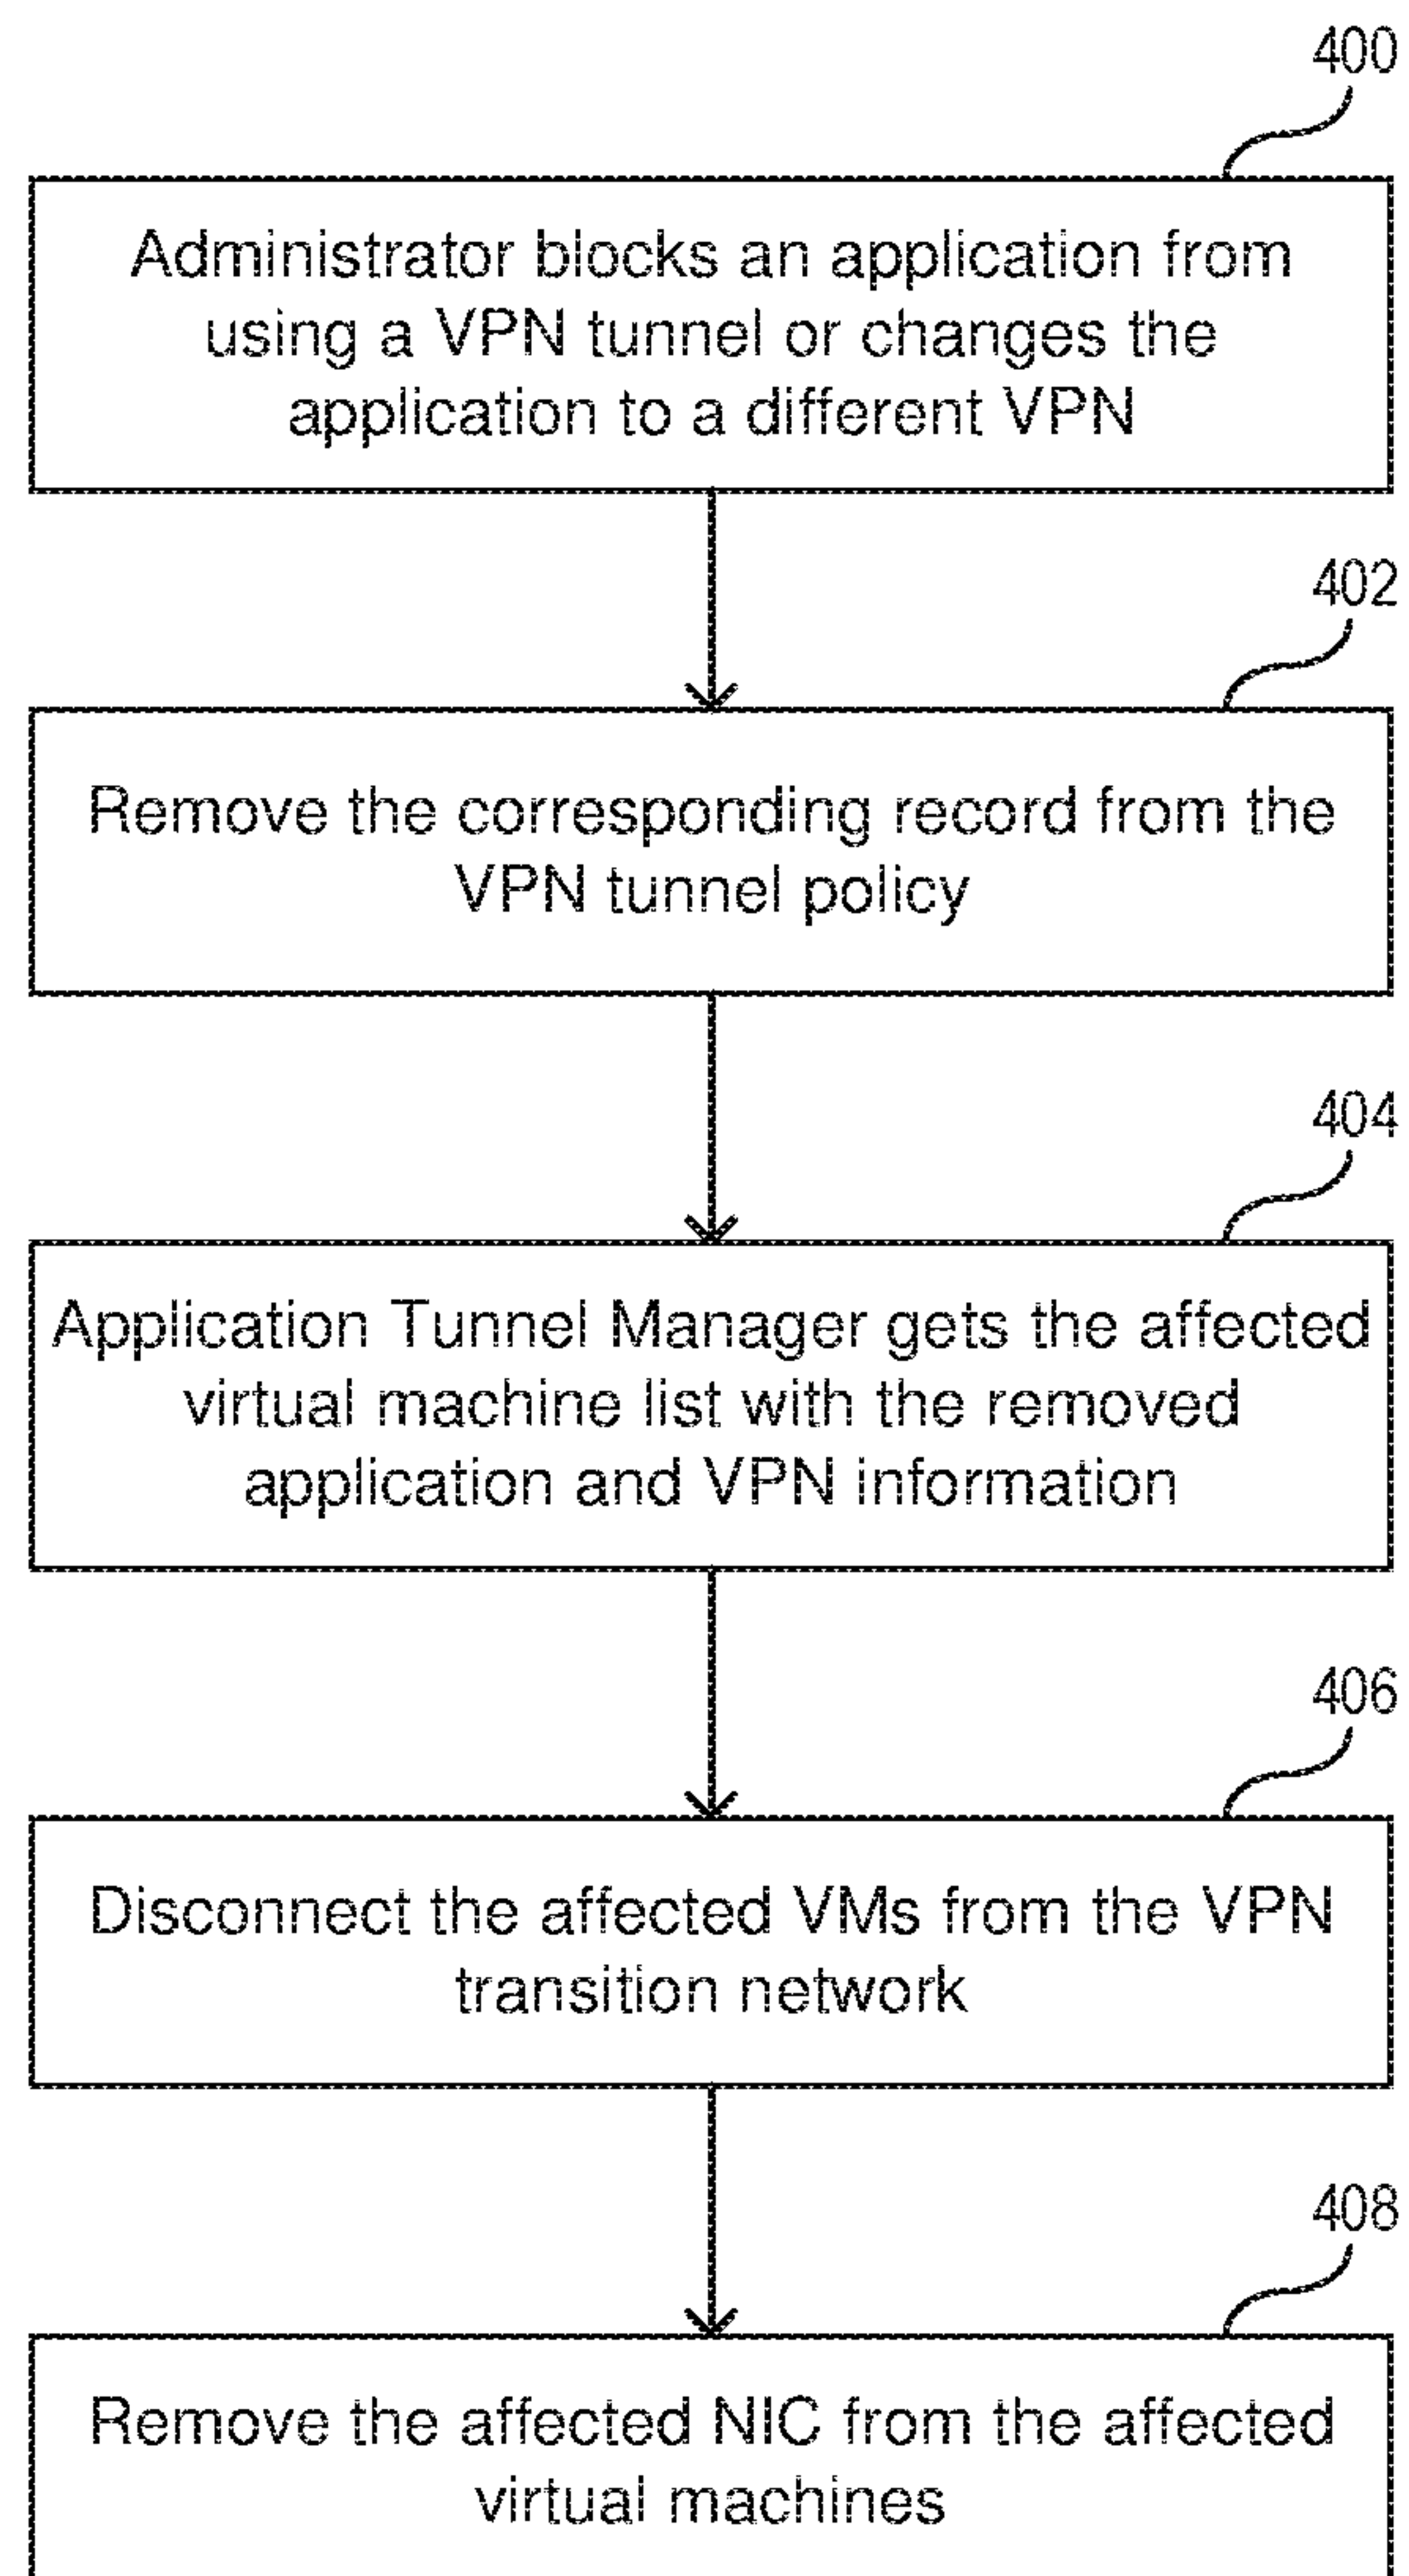 400
Administrator blocks an application from
using a VPN tunnel or changes the
application to a different VPN
402
Remove the corresponding record from the
VPN tunnel policy
404
Application Tunnel Manager gets the affected
virtual machine list with the removed
application and VPN information
406
Disconnect the affected VMs from the VPN
transition network
408
Remove the affected NIC from the affected
virtual machines